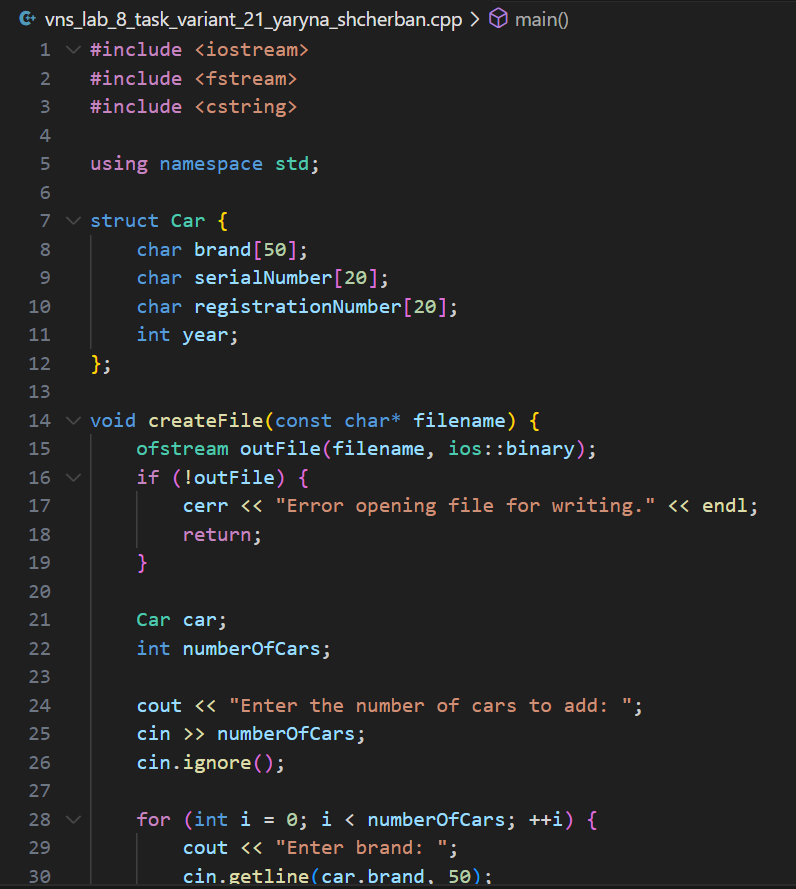 vns_lab_8_task_variant_21_yaryna_shcherban.cpp > main()
1 #include <iostream>
2 #include <fstream>
3 #include <cstring>
4
5 using namespace std;
6
7 struct Car {
8     char brand[50];
9     char serialNumber[20];
10     char registrationNumber[20];
11     int year;
12 };
13
14 void createFile(const char* filename) {
15     ofstream outFile(filename, ios::binary);
16     if (!outFile) {
17         cerr << "Error opening file for writing." << endl;
18         return;
19     }
20
21     Car car;
22     int numberOfCars;
23
24     cout << "Enter the number of cars to add: ";
25     cin >> numberOfCars;
26     cin.ignore();
27
28     for (int i = 0; i < numberOfCars; ++i) {
29         cout << "Enter brand: ";
30         cin.getline(car.brand, 50);